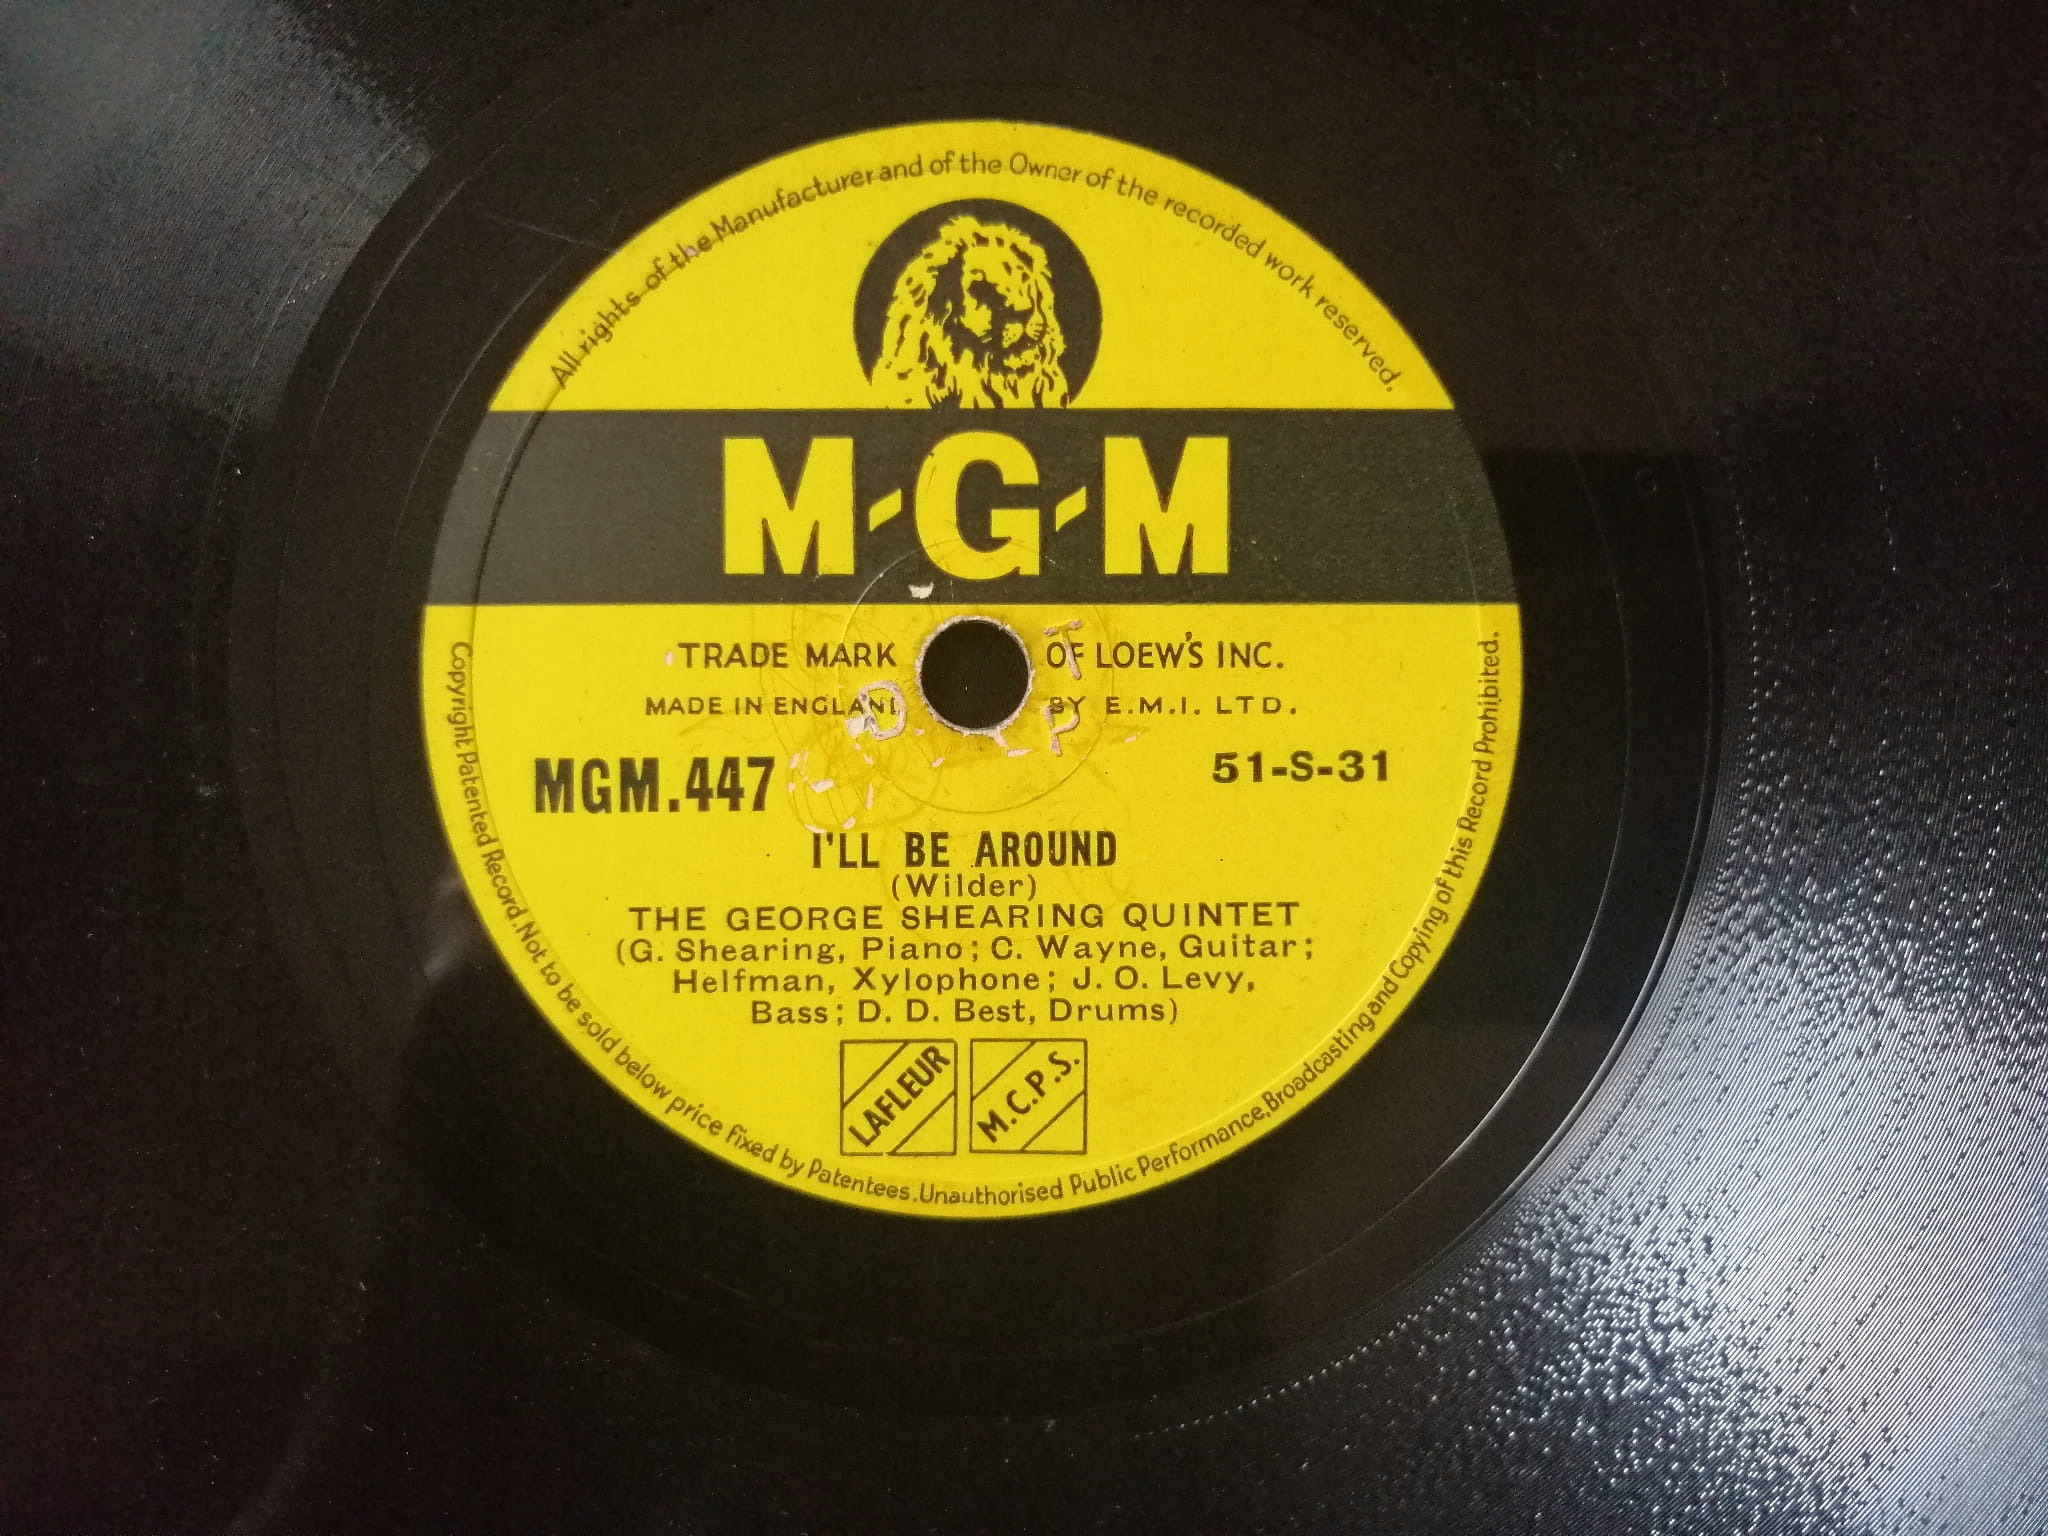 All rights of the Manufacturer and of the Owner of the recorded work reserved.
M-G-M
TRADE MARK OF LOEW'S INC.
MADE IN ENGLAND BY E.M.I. LTD.
MGM.447
51-S-31
I'LL BE AROUND
(Wilder)
THE GEORGE SHEARING QUINTET
(G. Shearing, Piano; C. Wayne, Guitar;
Helfman, Xylophone; J. O. Levy,
Bass; D. D. Best, Drums)
LAFLEUR
M.C.P.S.
Copyright Patented Record. Not to be sold below price fixed by Patentees. Unauthorised Public Performance, Broadcasting and Copying of this Record Prohibited.